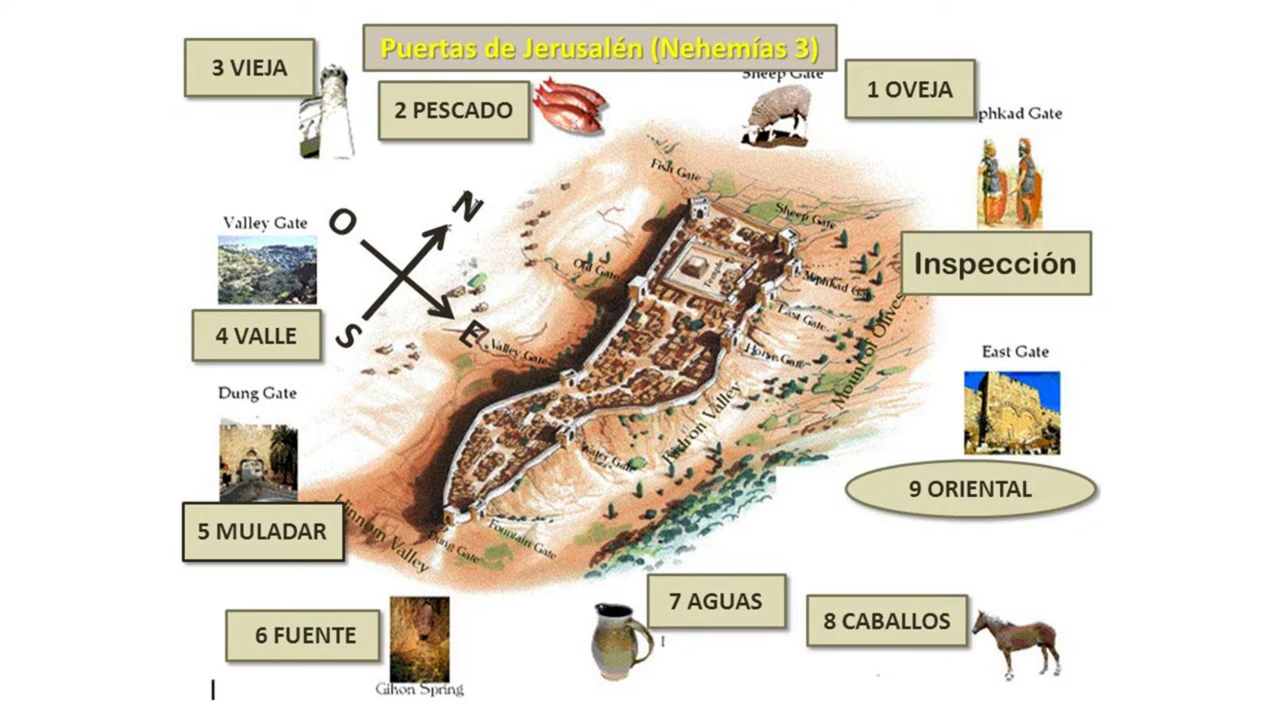 Puertas de Jerusalén (Nehemías 3)
3 VIEJA
2 PESCADO
Sheep Gate
1 OVEJA
phkad Gate
Inspección
Fish Gate
Sheep Gate
Old Gate
Temple
Miphkad Ga
East Gate
Horse Gate
Mount of Olives
Valley Gate
N
O
S
E
Valley Gate
4 VALLE
Dung Gate
5 MULADAR
East Gate
9 ORIENTAL
Water Gate
Kidron Valley
Fountain Gate
Dung Gate
Hinnom Valley
6 FUENTE
Gihon Spring
7 AGUAS
8 CABALLOS